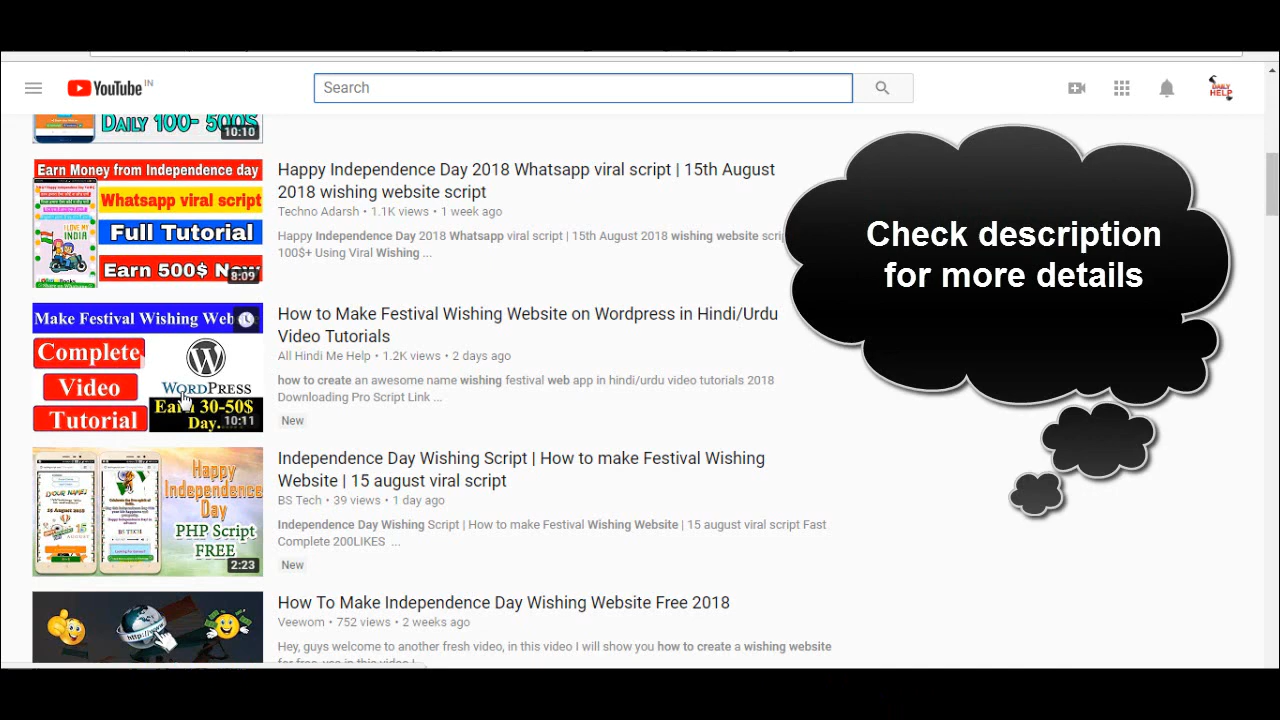 YouTube IN
Search
DAILY HELP
DAILY 100- 500$
10:10
Earn Money from Independence day
Whatsapp viral script
Full Tutorial
Earn 500$ Now
8:09
I LOVE MY
INDIA
Happy Independence Day 2018 Whatsapp viral script | 15th August
2018 wishing website script
Techno Adarsh • 1.1K views • 1 week ago
Happy Independence Day 2018 Whatsapp viral script | 15th August 2018 wishing website scrip
100$+ Using Viral Wishing ...
Make Festival Wishing Web
Complete
Video
Tutorial
WORDPRESS
Earn 30-50$
Day.
10:11
How to Make Festival Wishing Website on Wordpress in Hindi/Urdu
Video Tutorials
All Hindi Me Help • 1.2K views • 2 days ago
how to create an awesome name wishing festival web app in hindi/urdu video tutorials 2018
Downloading Pro Script Link ...
New
Happy
Independence
Day
PHP Script
FREE
2:23
Independence Day Wishing Script | How to make Festival Wishing
Website | 15 august viral script
BS Tech • 39 views • 1 day ago
Independence Day Wishing Script | How to make Festival Wishing Website | 15 august viral script Fast
Complete 200LIKES ...
New
http://www
How To Make Independence Day Wishing Website Free 2018
Veewom • 752 views • 2 weeks ago
Hey, guys welcome to another fresh video, in this video I will show you how to create a wishing website
Check description
for more details